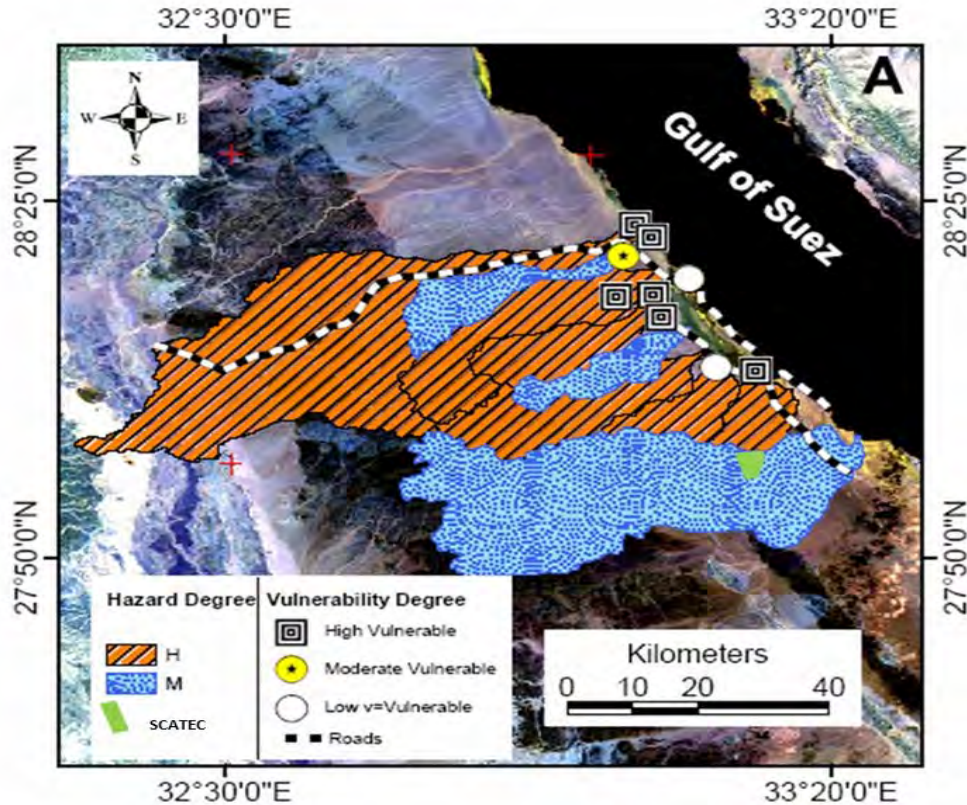 32°30'0"E
33°20'0"E
A
N
W
E
S
Gulf of Suez
28°25'0"N
28°25'0"N
27°50'0"N
27°50'0"N
Hazard Degree
H
M
SCATEC
Vulnerability Degree
High Vulnerable
Moderate Vulnerable
Low v=Vulnerable
Roads
Kilometers
0 10 20 40
32°30'0"E
33°20'0"E